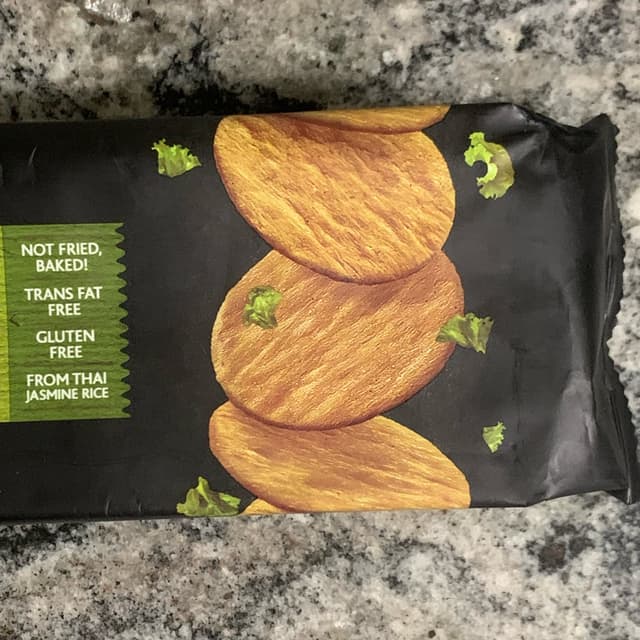 NOT FRIED,
BAKED!
TRANS FAT
FREE
GLUTEN
FREE
FROM THAI
JASMINE RICE